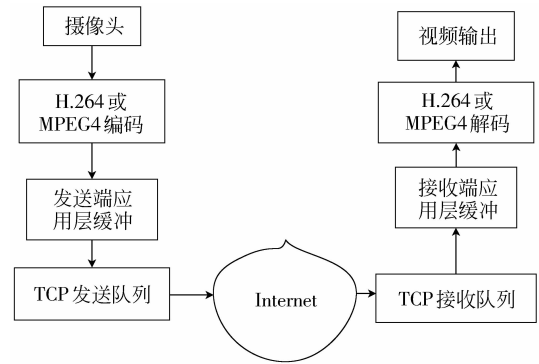 摄像头
H.264或
MPEG4编码
发送端应
用层缓冲
TCP发送队列
Internet
TCP接收队列
接收端应
用层缓冲
H.264或
MPEG4解码
视频输出